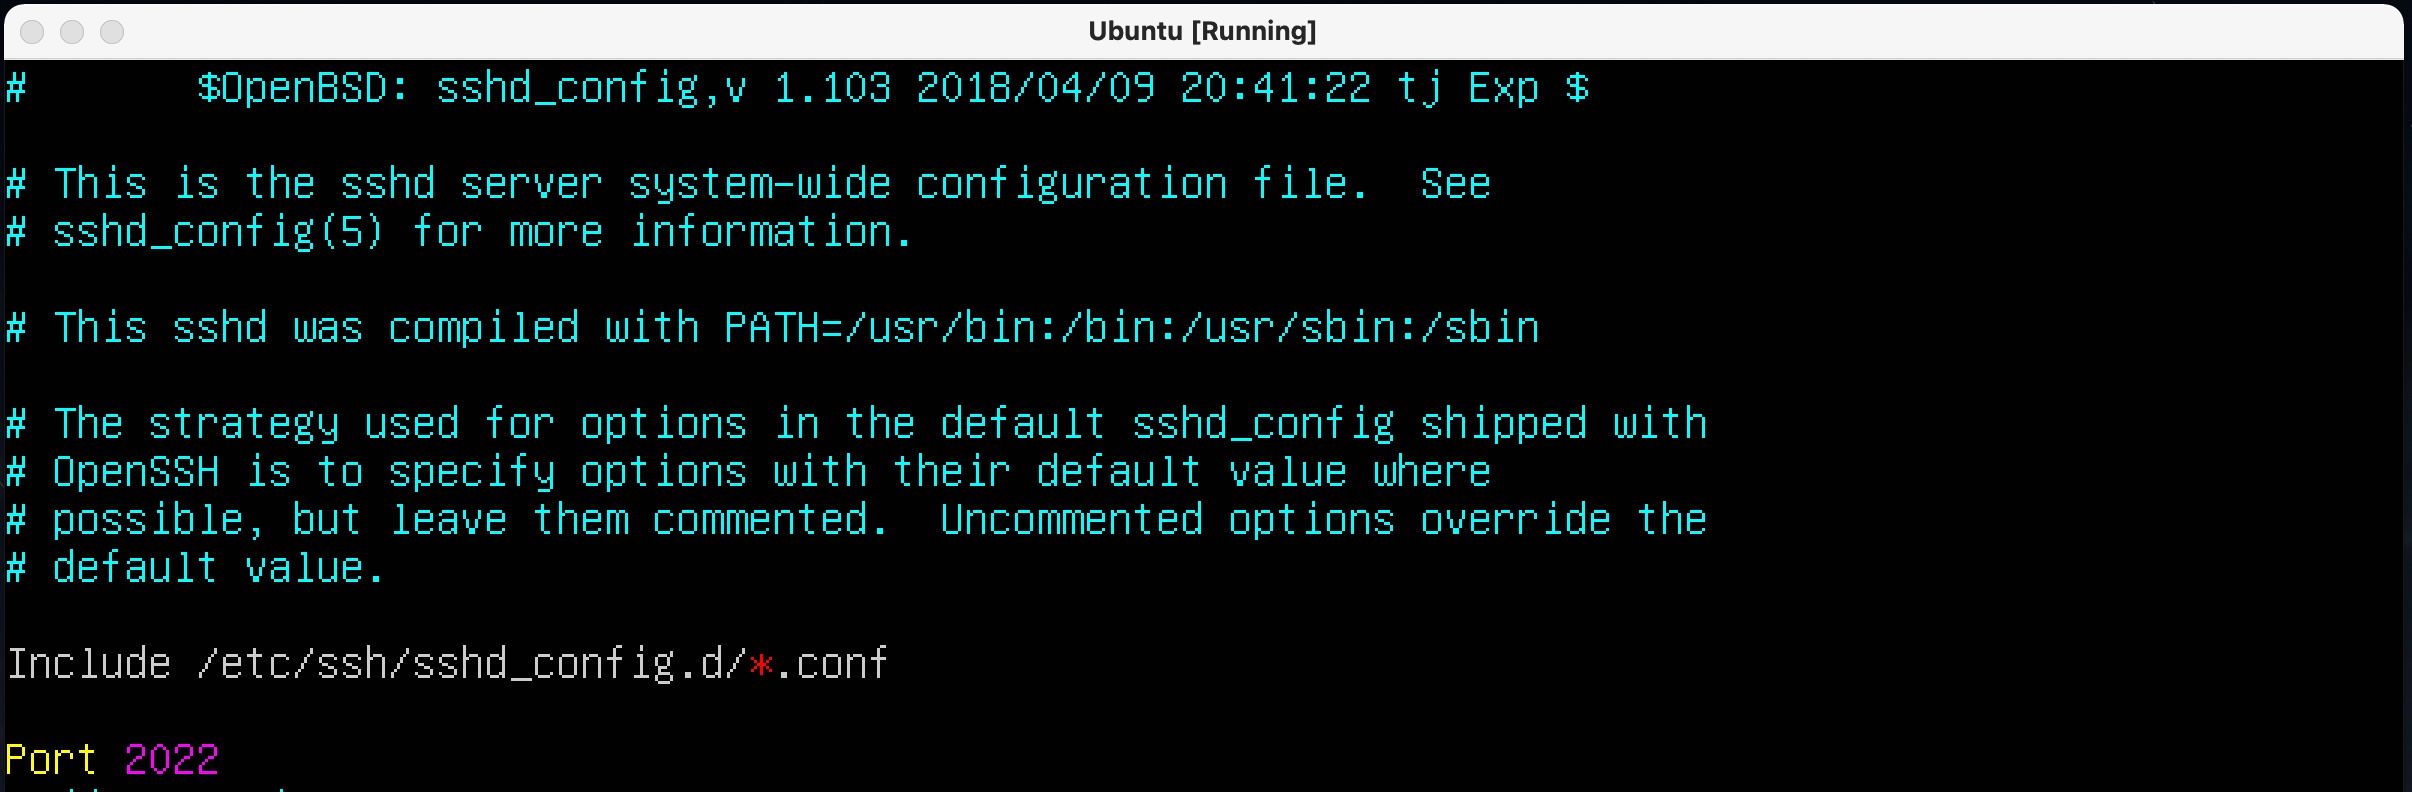 Ubuntu [Running]
#       $OpenBSD: sshd_config,v 1.103 2018/04/09 20:41:22 tj Exp $
# This is the sshd server system-wide configuration file.  See
# sshd_config(5) for more information.
# This sshd was compiled with PATH=/usr/bin:/bin:/usr/sbin:/sbin
# The strategy used for options in the default sshd_config shipped with
# OpenSSH is to specify options with their default value where
# possible, but leave them commented.  Uncommented options override the
# default value.
Include /etc/ssh/sshd_config.d/*.conf
Port 2022